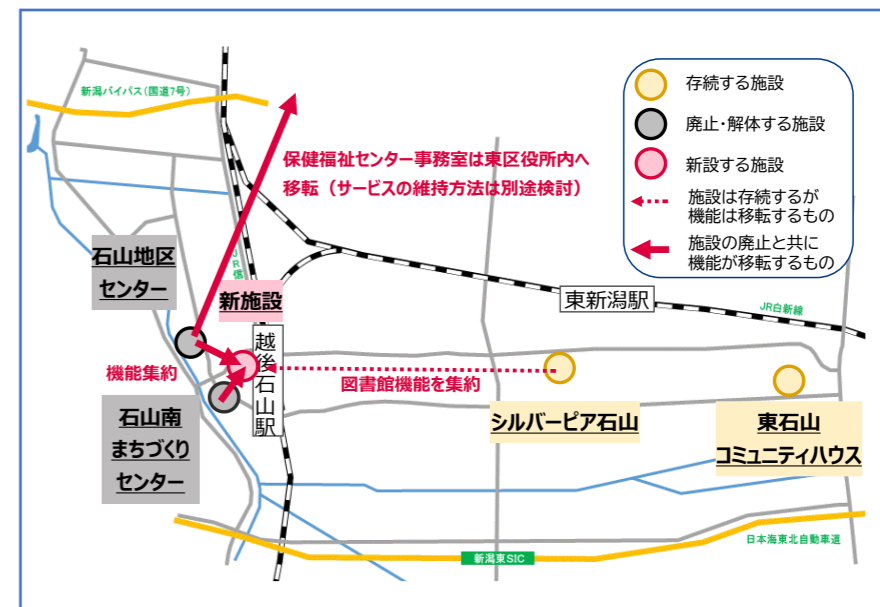 新潟バイパス(国道7号)
存続する施設
廃止・解体する施設
新設する施設
施設は存続するが
機能は移転するもの
施設の廃止と共に
機能が移転するもの
保健福祉センター事務室は東区役所内へ
移転（サービスの維持方法は別途検討）
石山地区
センター
JR信
新施設
東新潟駅
JR白新線
越後石山駅
機能集約
図書館機能を集約
石山南
まちづくり
センター
シルバーピア石山
東石山
コミュニティハウス
日本海東北自動車道
新潟東SIC